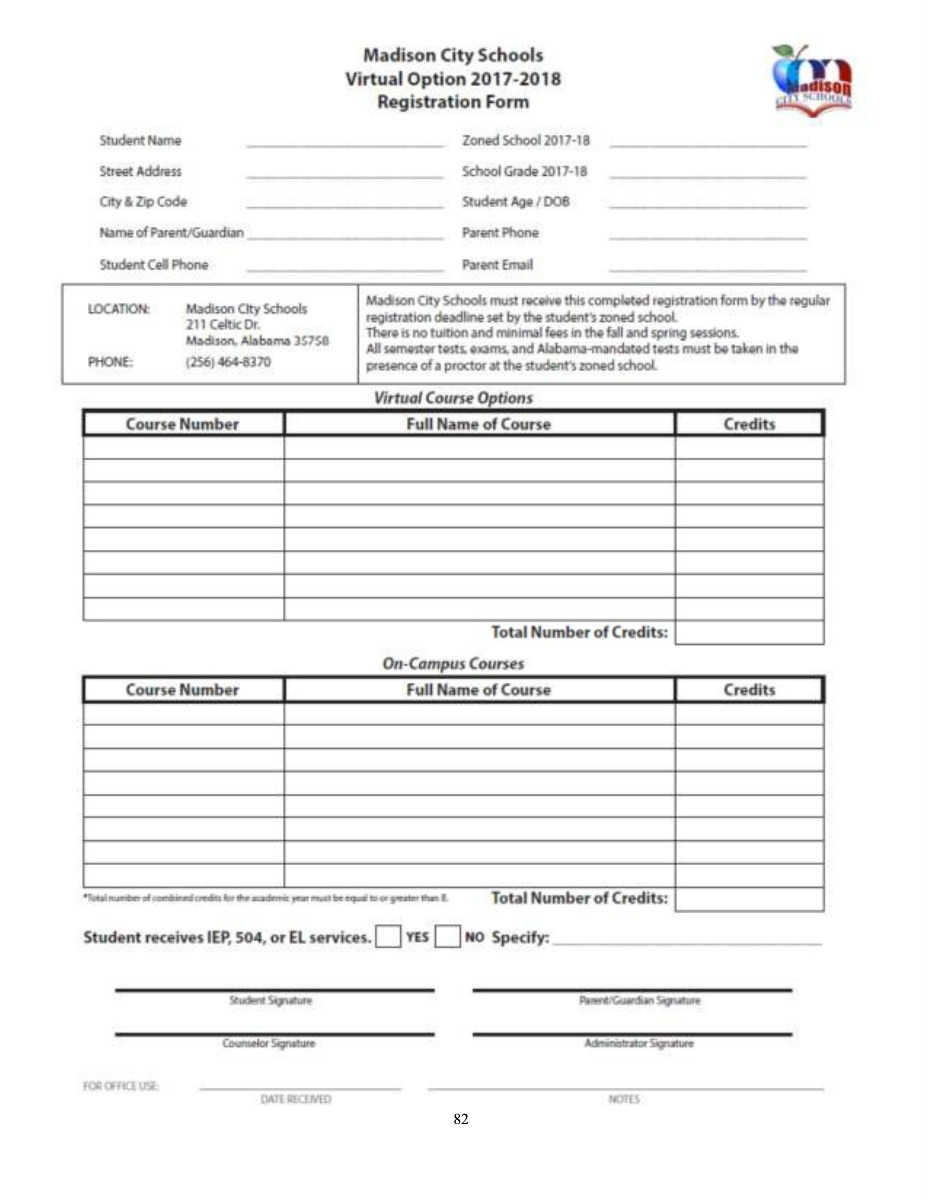 Madison City Schools
Virtual Option 2017-2018
Registration Form
Madison
CITY SCHOOLS
Student Name Zoned School 2017-18
Street Address School Grade 2017-18
City & Zip Code Student Age / DOB
Name of Parent/Guardian Parent Phone
Student Cell Phone Parent Email
LOCATION: Madison City Schools
211 Celtic Dr.
Madison, Alabama 35758
PHONE: (256) 464-8370
Madison City Schools must receive this completed registration form by the regular
registration deadline set by the student's zoned school.
There is no tuition and minimal fees in the fall and spring sessions.
All semester tests, exams, and Alabama-mandated tests must be taken in the
presence of a proctor at the student's zoned school.
Virtual Course Options
Course Number Full Name of Course Credits
Total Number of Credits:
On-Campus Courses
Course Number Full Name of Course Credits
*Total number of combined credits for the academic year must be equal to or greater than 8. Total Number of Credits:
Student receives IEP, 504, or EL services. YES NO Specify:
Student Signature Parent/Guardian Signature
Counselor Signature Administrator Signature
FOR OFFICE USE:
DATE RECEIVED NOTES
82